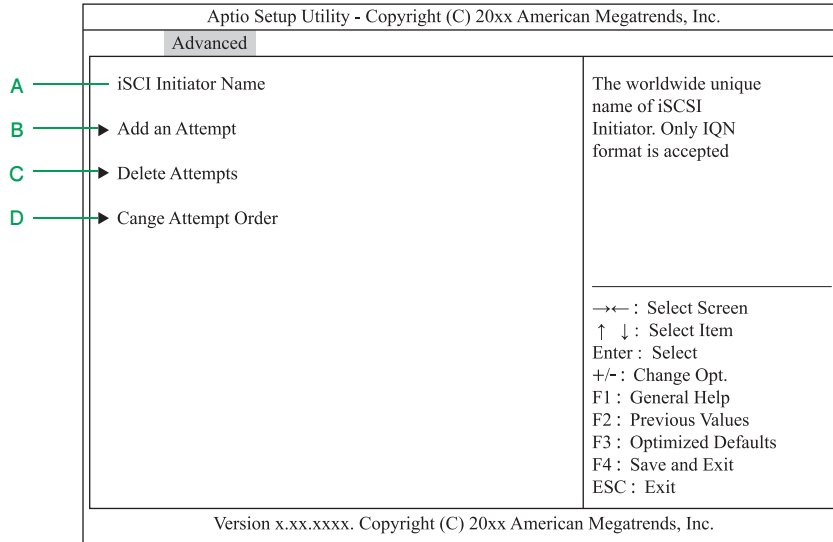 Aptio Setup Utility - Copyright (C) 20xx American Megatrends, Inc.
Advanced
A
iSCI Initiator Name
B
► Add an Attempt
C
► Delete Attempts
D
► Cange Attempt Order
The worldwide unique
name of iSCSI
Initiator. Only IQN
format is accepted
→← : Select Screen
↑ ↓ : Select Item
Enter : Select
+/- : Change Opt.
F1 : General Help
F2 : Previous Values
F3 : Optimized Defaults
F4 : Save and Exit
ESC : Exit
Version x.xx.xxxx. Copyright (C) 20xx American Megatrends, Inc.